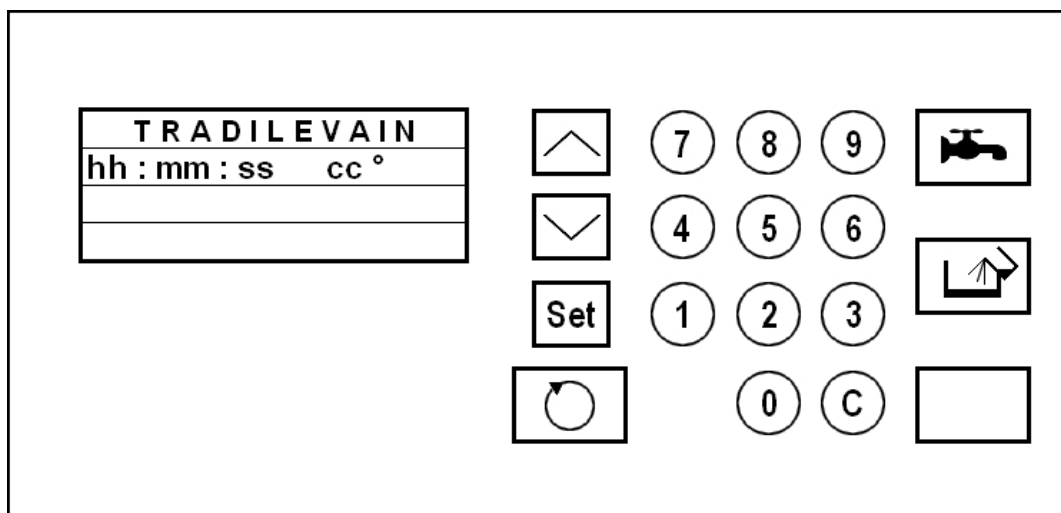 TRADILEVAIN
hh : mm : ss cc °
7 8 9
4 5 6
Set 1 2 3
0 C